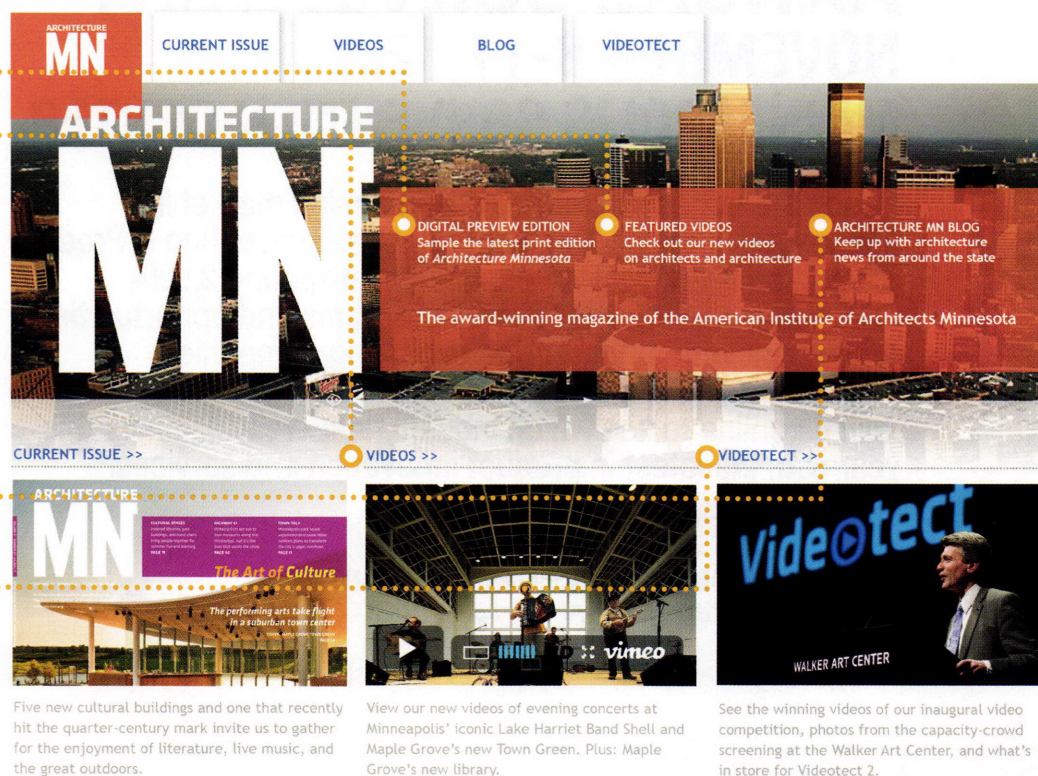 ARCHITECTURE
MN
CURRENT ISSUE
VIDEOS
BLOG
VIDEOTECT
ARCHITECTURE
MN
DIGITAL PREVIEW EDITION
Sample the latest print edition
of Architecture Minnesota
FEATURED VIDEOS
Check out our new videos
on architects and architecture
ARCHITECTURE MN BLOG
Keep up with architecture
news from around the state
The award-winning magazine of the American Institute of Architects Minnesota
CURRENT ISSUE >>
ARCHITECTURE
MN
CULTURAL SPACES
PAGE 19
TOWN TALK
The Art of Culture
The performing arts take flight
in a suburban town center
Five new cultural buildings and one that recently
hit the quarter-century mark invite us to gather
for the enjoyment of literature, live music, and
the great outdoors.
VIDEOS >>
vimeo
View our new videos of evening concerts at
Minneapolis' iconic Lake Harriet Band Shell and
Maple Grove's new Town Green. Plus: Maple
Grove's new library.
VIDEOTECT >>
Videotect
WALKER ART CENTER
See the winning videos of our inaugural video
competition, photos from the capacity-crowd
screening at the Walker Art Center, and what's
in store for Videotect 2.